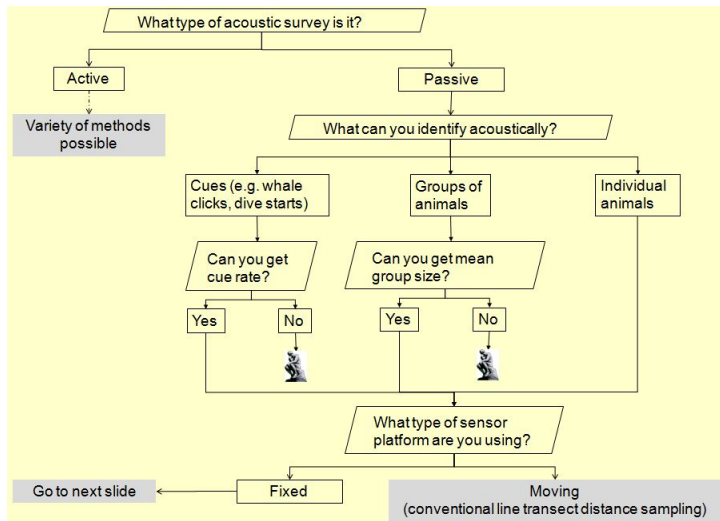 What type of acoustic survey is it?
Active
Passive
Variety of methods
possible
What can you identify acoustically?
Cues (e.g. whale
clicks, dive starts)
Groups of
animals
Individual
animals
Can you get
cue rate?
Can you get mean
group size?
Yes
No
Yes
No
What type of sensor
platform are you using?
Go to next slide
Fixed
Moving
(conventional line transect distance sampling)